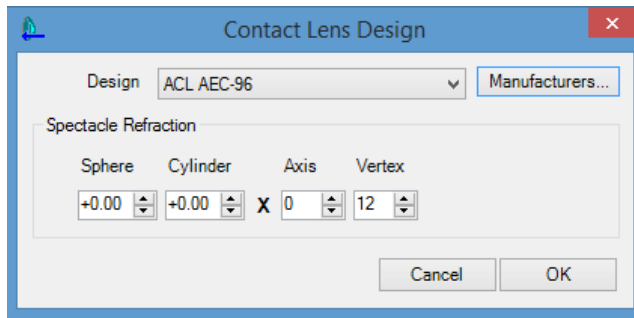 Contact Lens Design
Design ACL AEC-96 Manufacturers...
Spectacle Refraction
Sphere Cylinder Axis Vertex
+0.00 +0.00 X 0 12
Cancel OK